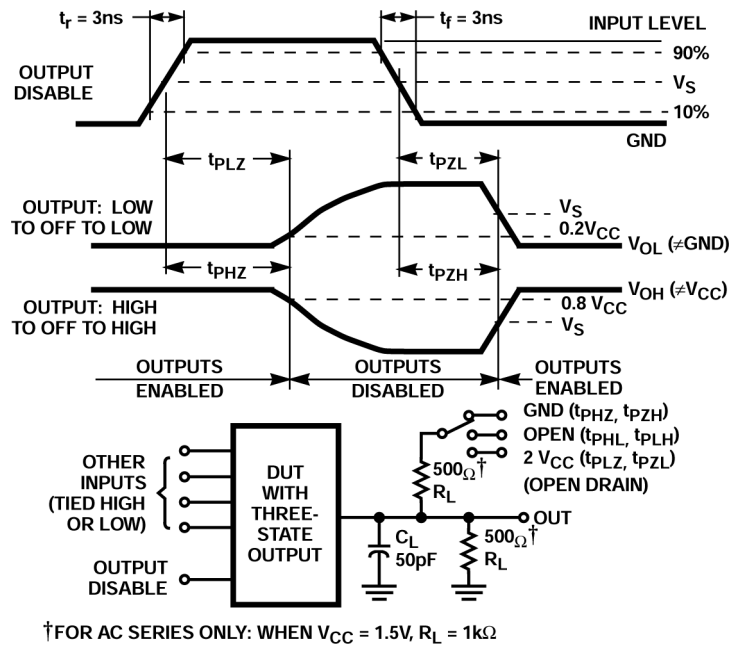 tr = 3ns
tf = 3ns
INPUT LEVEL
90%
OUTPUT
DISABLE
VS
10%
GND
tPLZ
tPZL
OUTPUT: LOW
TO OFF TO LOW
VS
0.2VCC
VOL (≠GND)
tPHZ
tPZH
OUTPUT: HIGH
TO OFF TO HIGH
VOH (≠VCC)
0.8 VCC
VS
OUTPUTS
ENABLED
OUTPUTS
DISABLED
OUTPUTS
ENABLED
GND (tPHZ, tPZH)
OPEN (tPHL, tPLH)
2 VCC (tPLZ, tPZL)
(OPEN DRAIN)
OTHER
INPUTS
(TIED HIGH
OR LOW)
DUT
WITH
THREE-
STATE
OUTPUT
500Ω†
RL
OUT
CL
50pF
500Ω†
RL
OUTPUT
DISABLE
†FOR AC SERIES ONLY: WHEN VCC = 1.5V, RL = 1kΩ